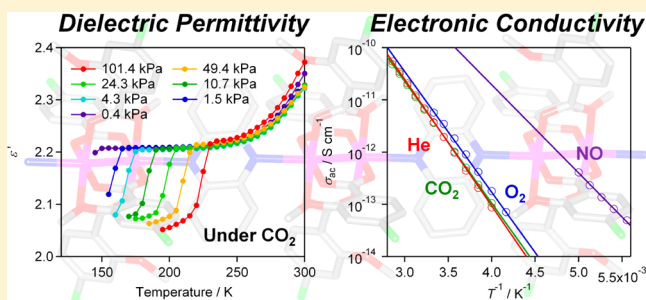 Dielectric Permittivity
Electronic Conductivity
2.4
2.3
2.2
2.1
2.0
ε'
101.4 kPa
49.4 kPa
24.3 kPa
10.7 kPa
4.3 kPa
1.5 kPa
0.4 kPa
Under CO2
150
200
250
300
Temperature / K
10-10
10-11
10-12
10-13
10-14
σac / S cm-1
He
CO2
O2
NO
3.0
3.5
4.0
4.5
5.0
5.5x10-3
T-1 / K-1